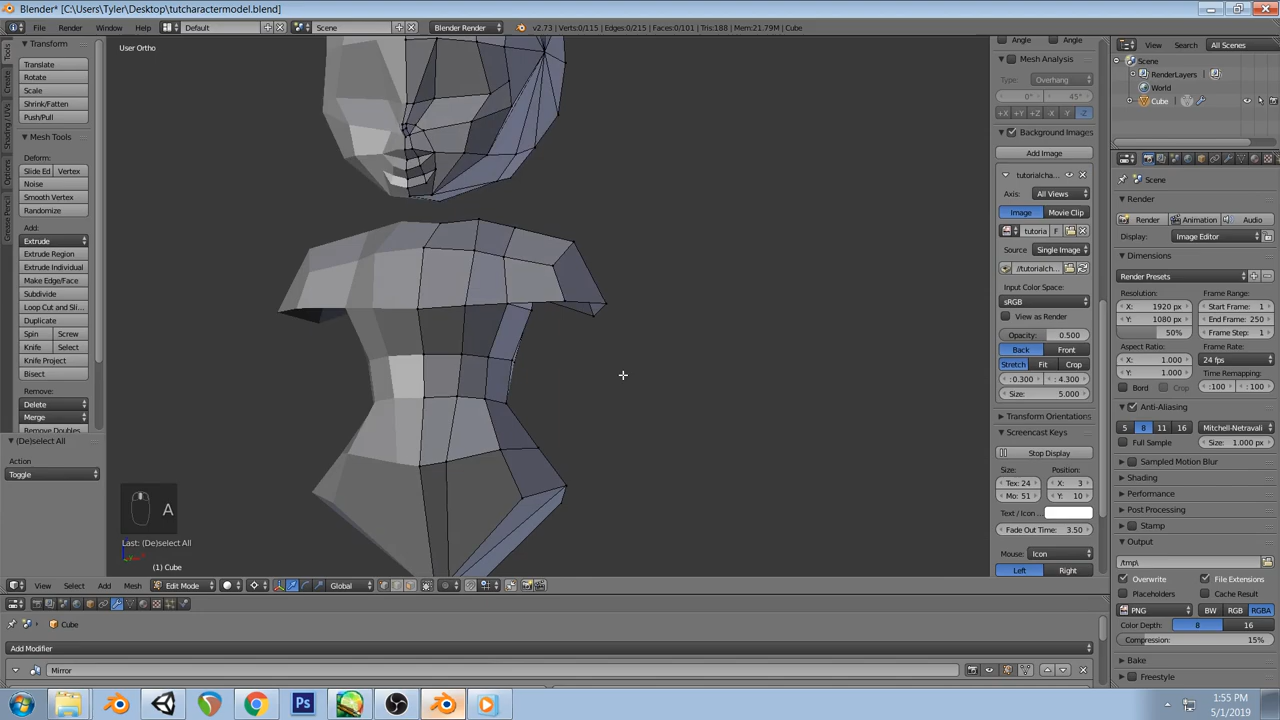 Blender* [C:\Users\Tyler\Desktop\tutcharactermodel.blend]
File Render Window Help Default Scene Blender Render v2.73 | Verts:0/115 | Edges:0/215 | Faces:0/101 | Tris:188 | Mem:21.79M | Cube
Tools
Create
Shading / UVs
Options
Grease Pencil
Transform
Translate
Rotate
Scale
Shrink/Fatten
Push/Pull
Mesh Tools
Deform:
Slide Ed Vertex
Noise
Smooth Vertex
Randomize
Add:
Extrude
Extrude Region
Extrude Individual
Make Edge/Face
Subdivide
Loop Cut and Sli...
Duplicate
Spin Screw
Knife Select
Knife Project
Bisect
Remove:
Delete
Merge
Remove Doubles
(De)select All
Action
Toggle
User Ortho
A
Last: (De)select All
(1) Cube
View Select Add Mesh Edit Mode Global
Cube
Add Modifier
Mirror
Angle Angle
Mesh Analysis
Type: Overhang
0° 45°
+X +Y +Z -X -Y -Z
Background Images
Add Image
tutorialcha...
Axis: All Views
Image Movie Clip
tutoria F
Source Single Image
//tutorialch...
Input Color Space:
sRGB
View as Render
Opacity: 0.500
Back Front
Stretch Fit Crop
: 0.300 : 4.300
Size: 5.000
Transform Orientations
Screencast Keys
Stop Display
Size: Position:
Tex: 24 X: 3
Mo: 51 Y: 10
Text / Icon ...
Fade Out Time: 3.50
Mouse: Icon
Left Right
View Search All Scenes
Scene
RenderLayers
World
Cube
Scene
Render
Render Animation Audio
Display: Image Editor
Dimensions
Render Presets
Resolution: Frame Range:
X: 1920 px Start Frame: 1
Y: 1080 px End Frame: 250
50% Frame Step: 1
Aspect Ratio: Frame Rate:
X: 1.000 24 fps
Y: 1.000 Time Remapping:
Bord Crop :100 : 100
Anti-Aliasing
5 8 11 16 Mitchell-Netravali
Full Sample Size: 1.000 px
Sampled Motion Blur
Shading
Performance
Post Processing
Stamp
Output
/tmp\
Overwrite File Extensions
Placeholders Cache Result
PNG BW RGB RGBA
Color Depth: 8 16
Compression: 15%
Bake
Freestyle
Ps
1:55 PM
5/1/2019